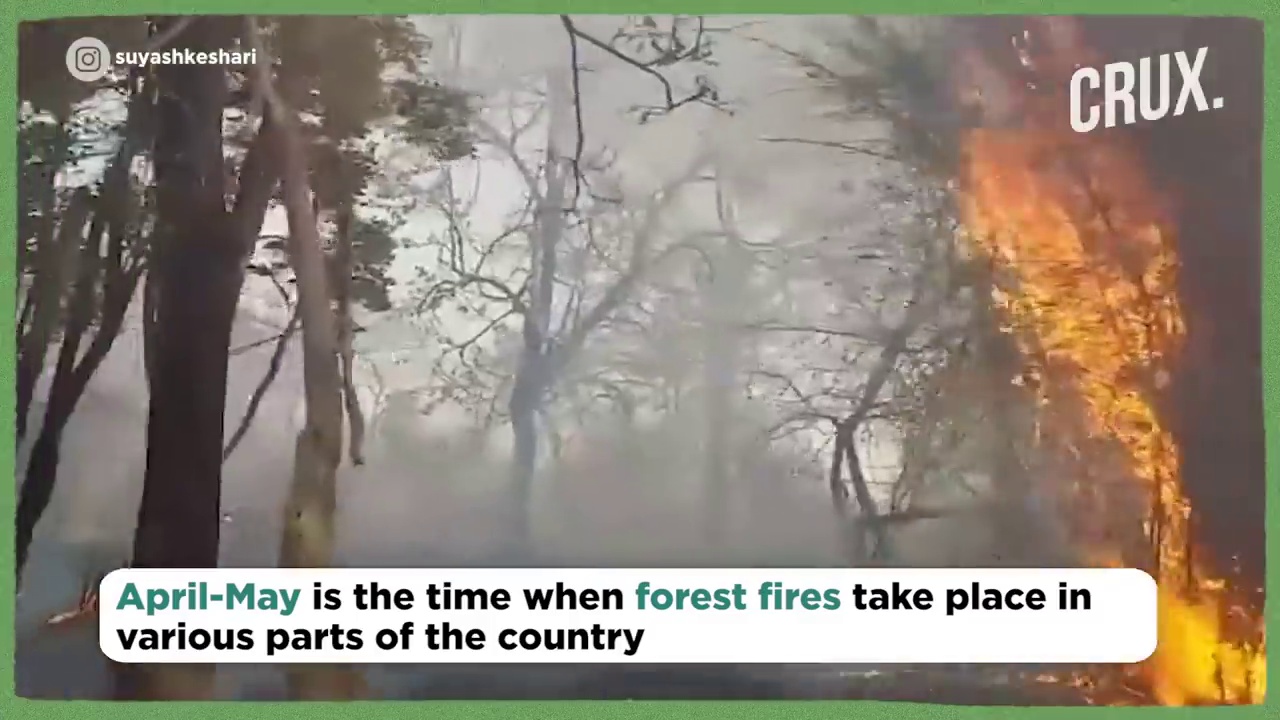 suyashkeshari
CRUX.
April-May is the time when forest fires take place in
various parts of the country